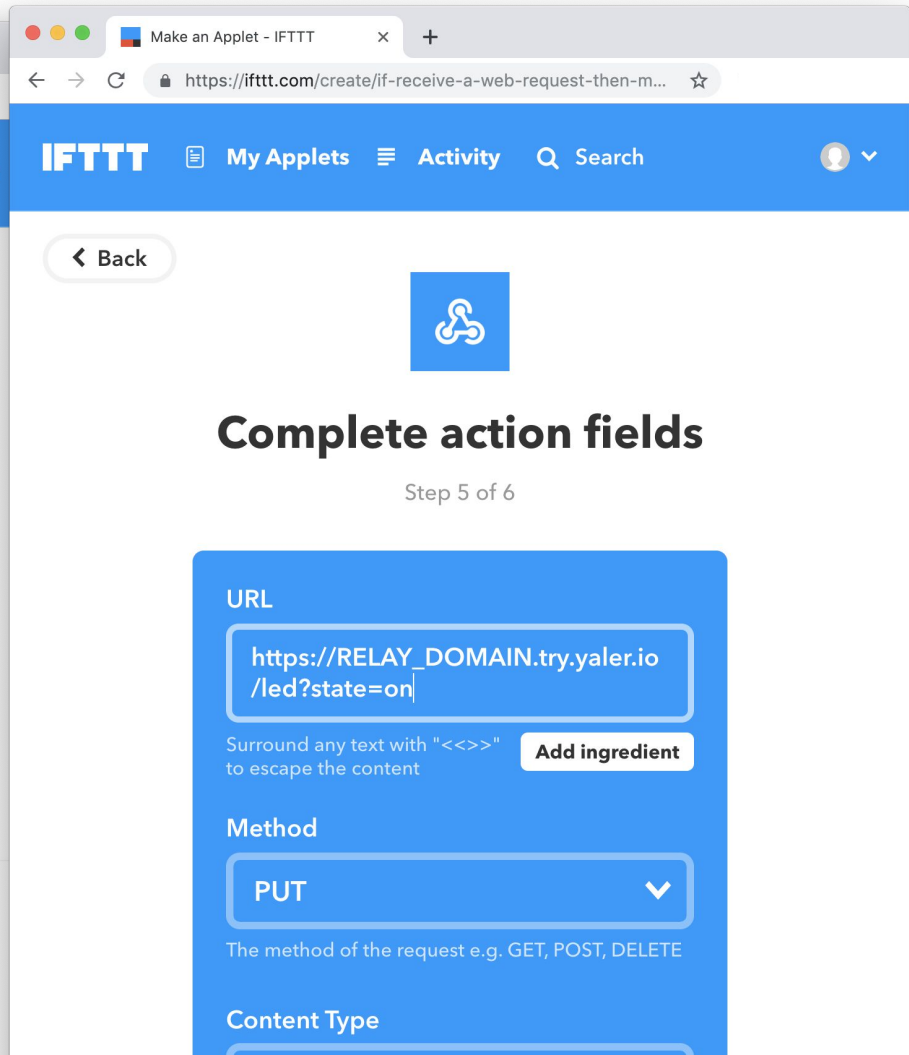 Make an Applet - IFTTT
https://ifttt.com/create/if-receive-a-web-request-then-m...
IFTTT My Applets Activity Search
Back
Complete action fields
Step 5 of 6
URL
https://RELAY_DOMAIN.try.yaler.io
/led?state=on
Surround any text with "<<>>"
to escape the content
Add ingredient
Method
PUT
The method of the request e.g. GET, POST, DELETE
Content Type